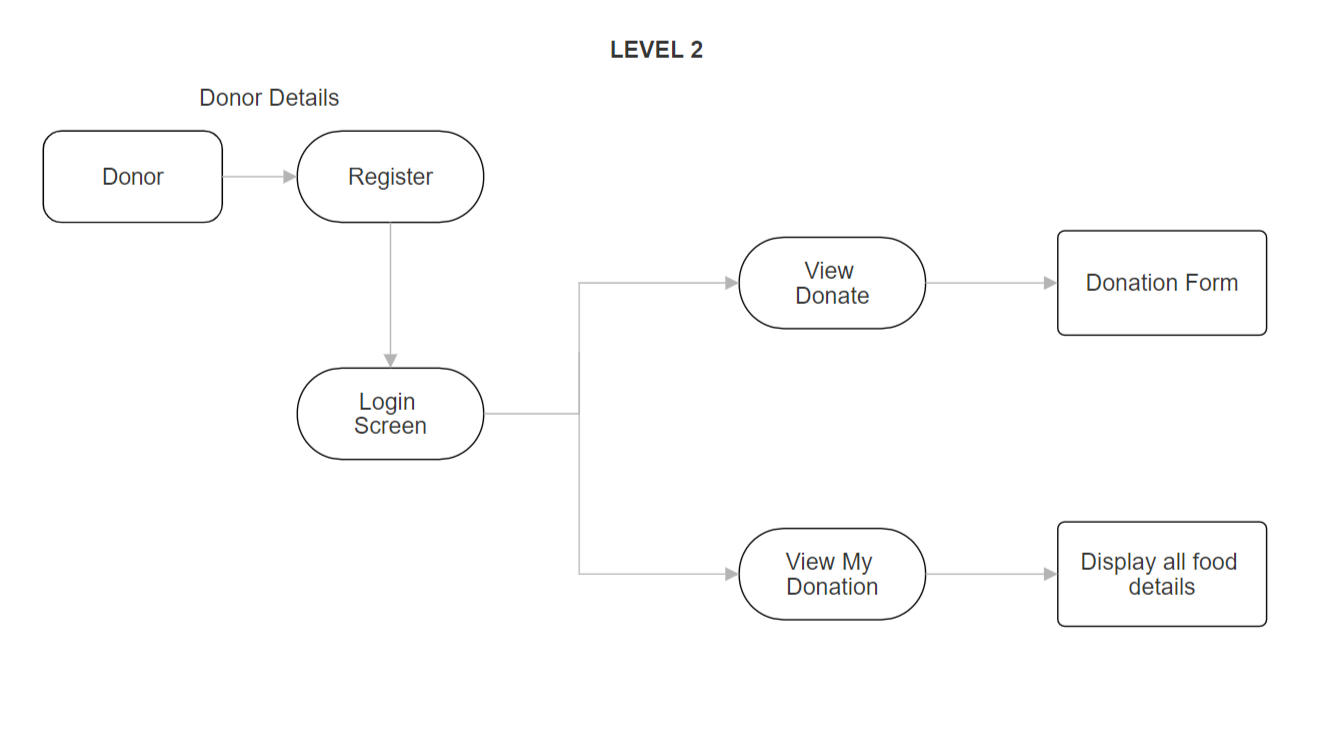 LEVEL 2
Donor Details
Donor
Register
View
Donate
Donation Form
Login
Screen
View My
Donation
Display all food
details